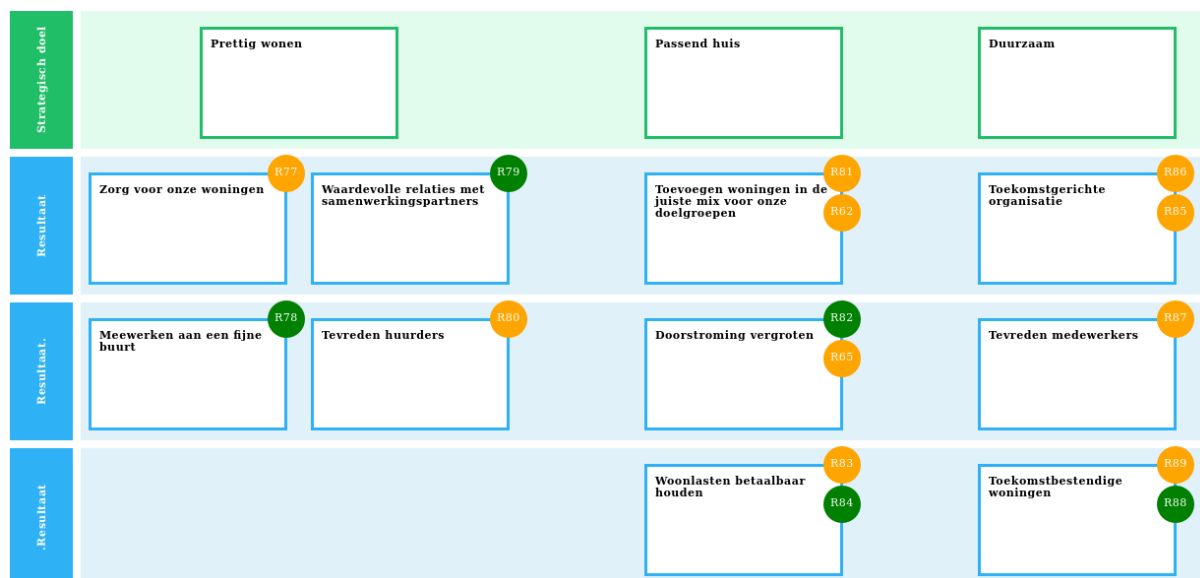 Strategisch doel
Prettig wonen
Passend huis
Duurzaam
Resultaat
Zorg voor onze woningen
R77
Waardevolle relaties met
samenwerkingspartners
R79
Toevoegen woningen in de
juiste mix voor onze
doelgroepen
R81
R62
Toekomstgerichte
organisatie
R86
R85
Resultaat.
Meewerken aan een fijne
buurt
R78
Tevreden huurders
R80
Doorstroming vergroten
R82
R65
Tevreden medewerkers
R87
.Resultaat
Woonlasten betaalbaar
houden
R83
R84
Toekomstbestendige
woningen
R89
R88